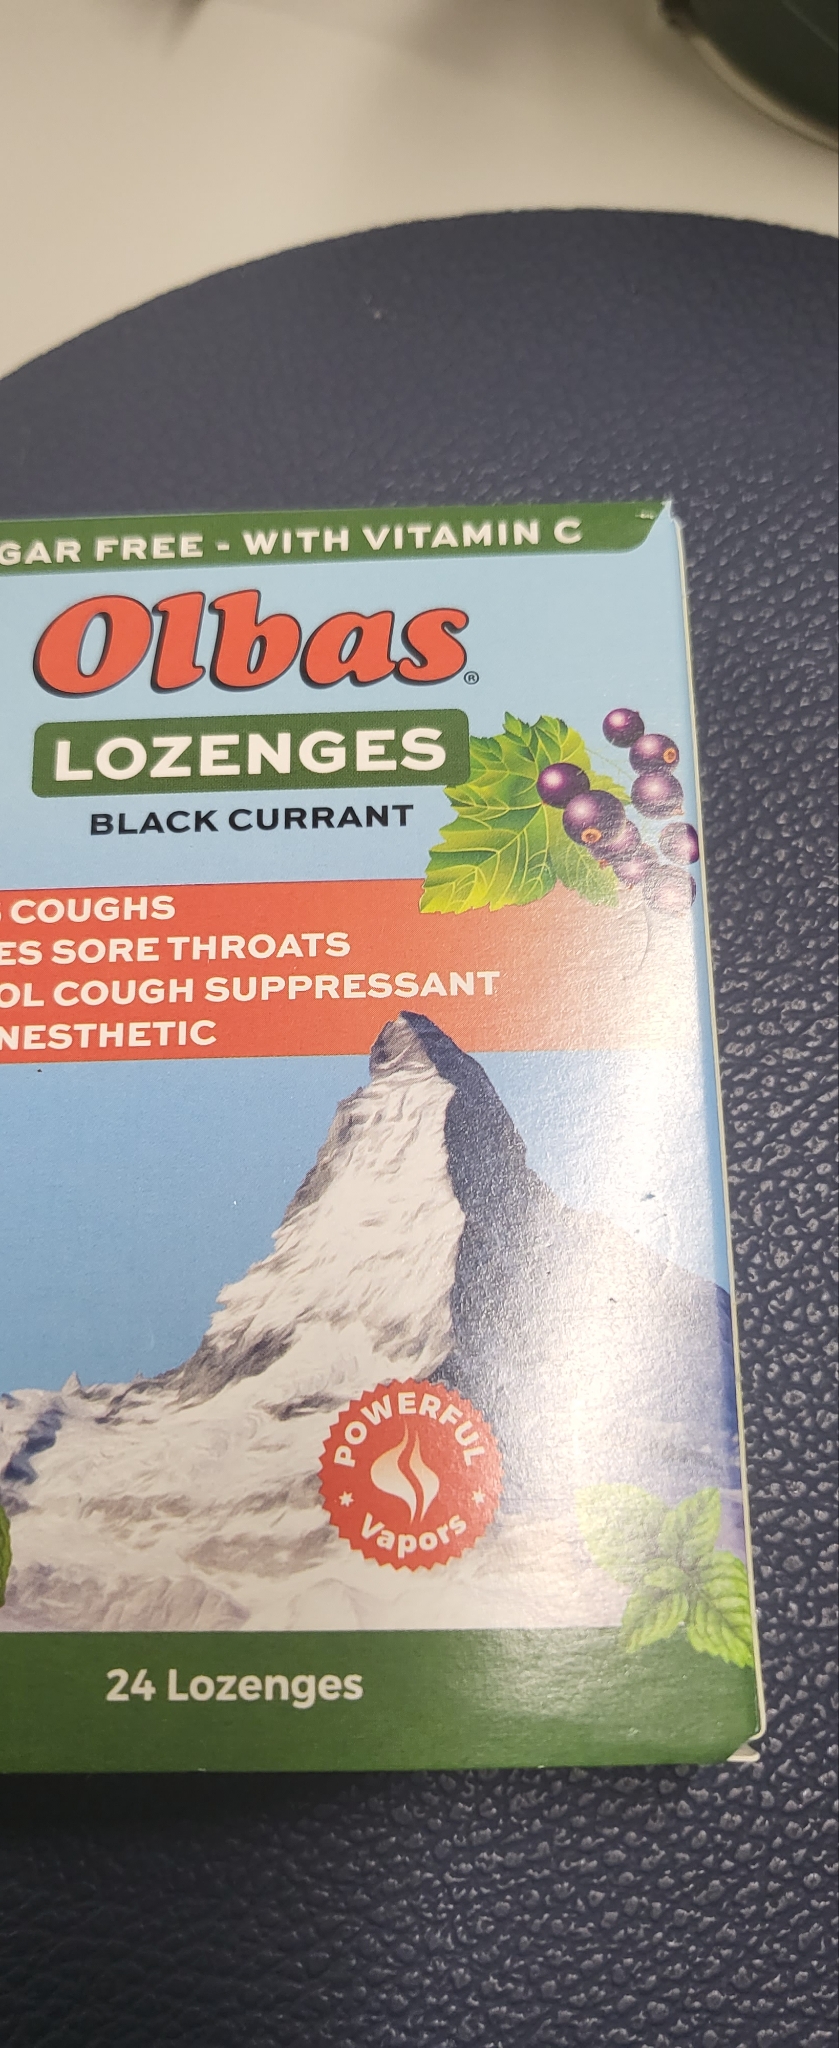 GAR FREE - WITH VITAMIN C
Olbas®
LOZENGES
BLACK CURRANT
COUGHS
ES SORE THROATS
OL COUGH SUPPRESSANT
NESTHETIC
POWERFUL
Vapors
24 Lozenges